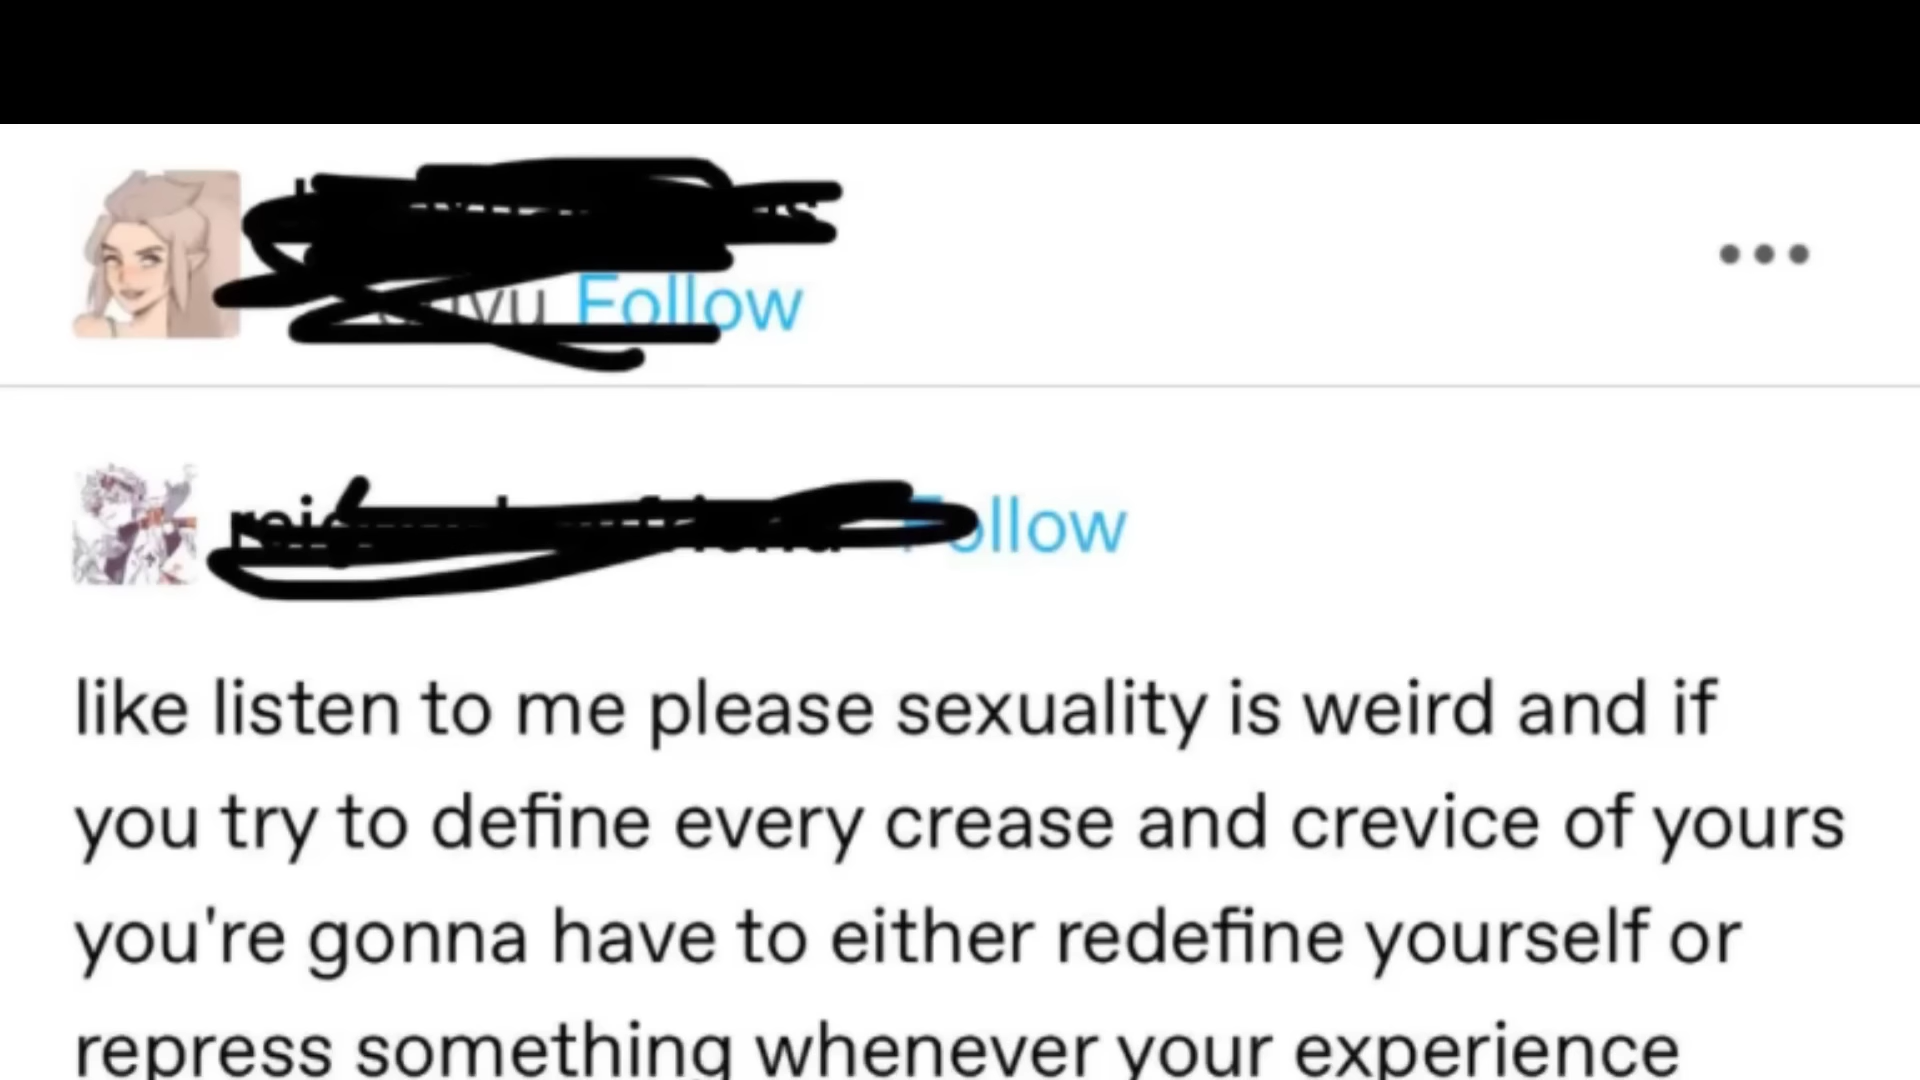 Follow
like listen to me please sexuality is weird and if
you try to define every crease and crevice of yours
you're gonna have to either redefine yourself or
repress something whenever your experience